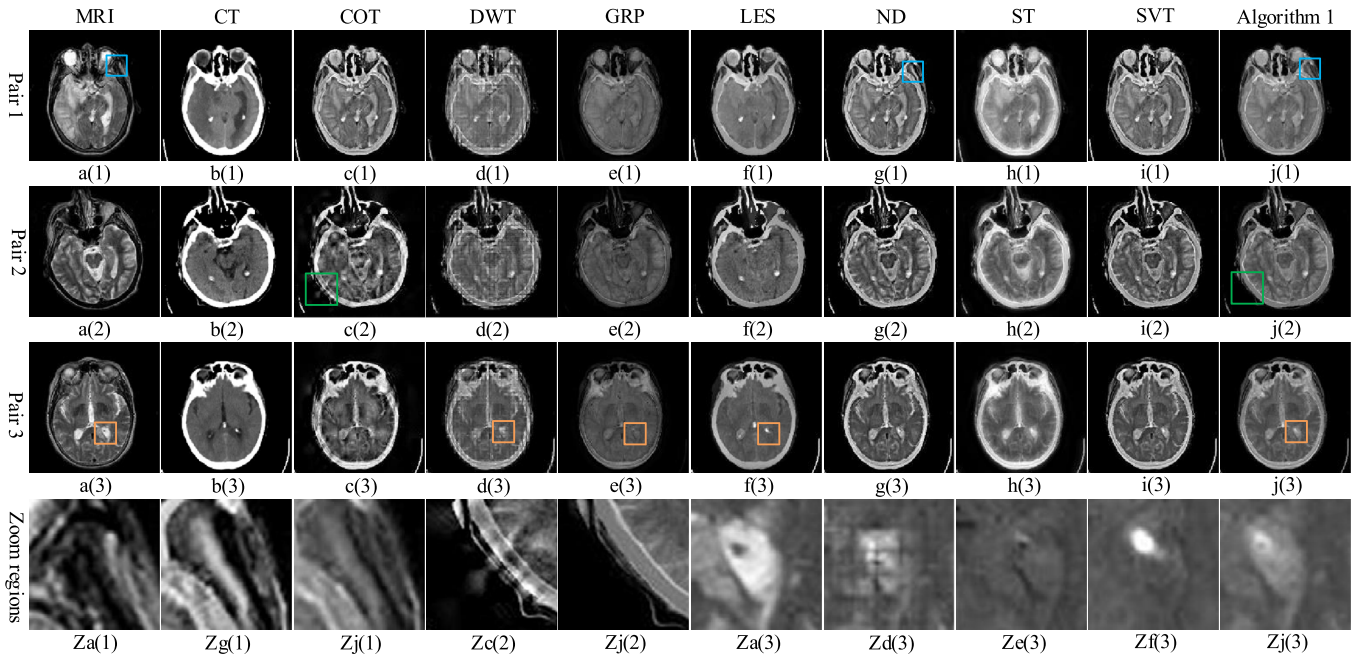 MRI CT COT DWT GRP LES ND ST SVT Algorithm 1
Pair 1
a(1) b(1) c(1) d(1) e(1) f(1) g(1) h(1) i(1) j(1)
Pair 2
a(2) b(2) c(2) d(2) e(2) f(2) g(2) h(2) i(2) j(2)
Pair 3
a(3) b(3) c(3) d(3) e(3) f(3) g(3) h(3) i(3) j(3)
Zoom regions
Za(1) Zg(1) Zj(1) Zc(2) Zj(2) Za(3) Zd(3) Ze(3) Zf(3) Zj(3)